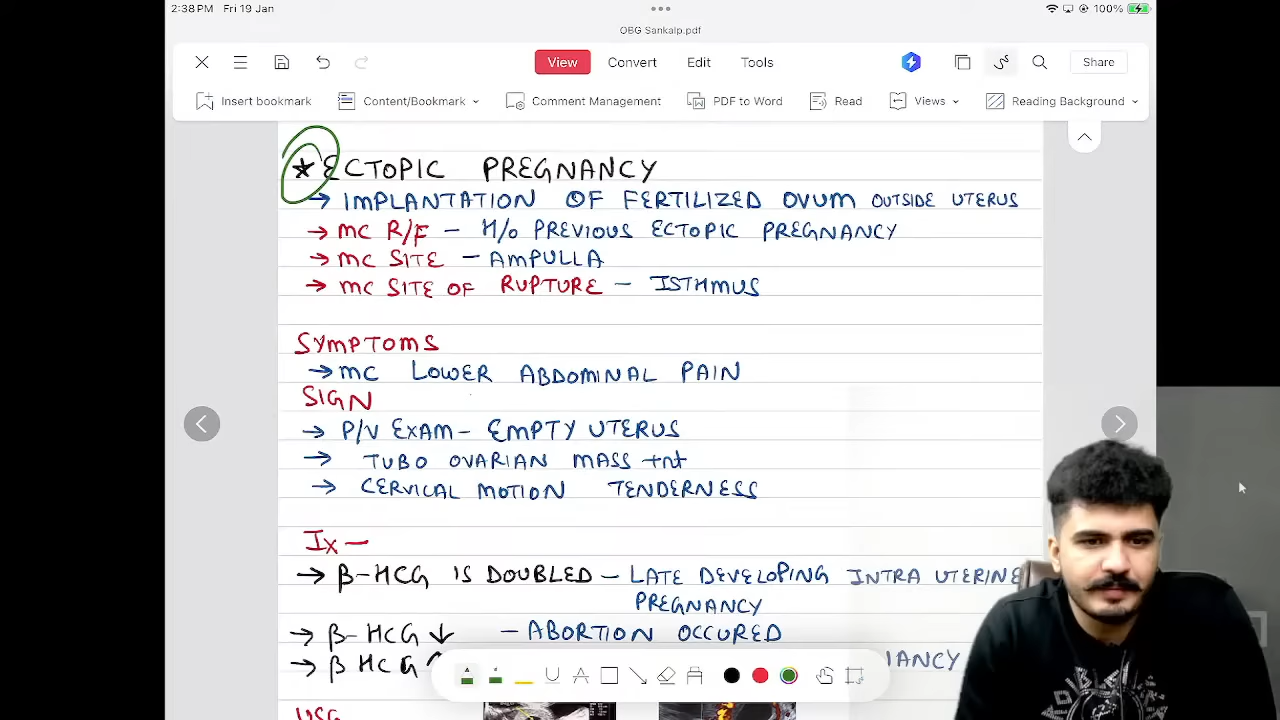 2:38 PM Fri 19 Jan
100%
OBG Sankalp.pdf
View Convert Edit Tools Share
Insert bookmark Content/Bookmark Comment Management PDF to Word Read Views Reading Background
★ ECTOPIC PREGNANCY
→ IMPLANTATION OF FERTILIZED OVUM OUTSIDE UTERUS
→ MC R/F - H/O PREVIOUS ECTOPIC PREGNANCY
→ MC SITE - AMPULLA
→ MC SITE OF RUPTURE - ISTHMUS
SYMPTOMS
→ MC LOWER ABDOMINAL PAIN
SIGN
→ P/V EXAM- EMPTY UTERUS
→ TUBO OVARIAN MASS +nt
→ CERVICAL MOTION TENDERNESS
Ix -
→ β-HCG IS DOUBLED - LATE DEVELOPING INTRA UTERINE
PREGNANCY
→ β-HCG ↓ - ABORTION OCCURED
→ β HCG
USG